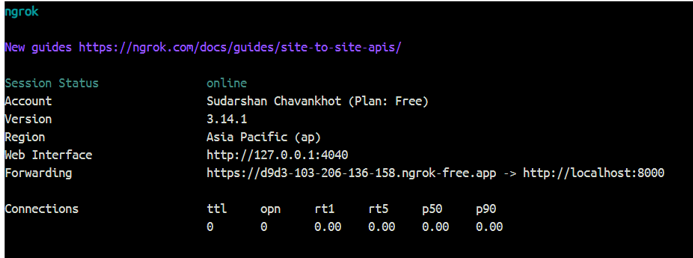 ngrok
New guides https://ngrok.com/docs/guides/site-to-site-apis/
Session Status online
Account Sudarshan Chavankhot (Plan: Free)
Version 3.14.1
Region Asia Pacific (ap)
Web Interface http://127.0.0.1:4040
Forwarding https://d9d3-103-206-136-158.ngrok-free.app -> http://localhost:8000
Connections ttl opn rt1 rt5 p50 p90
0 0 0.00 0.00 0.00 0.00